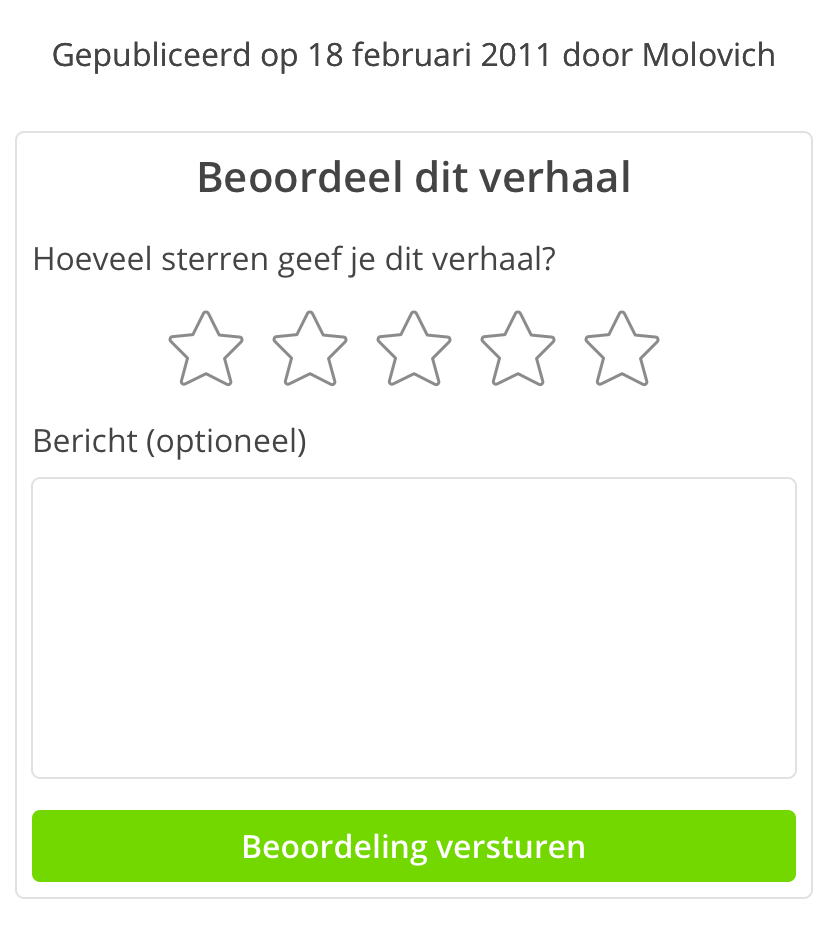 Gepubliceerd op 18 februari 2011 door Molovich
Beoordeel dit verhaal
Hoeveel sterren geef je dit verhaal?
Bericht (optioneel)
Beoordeling versturen